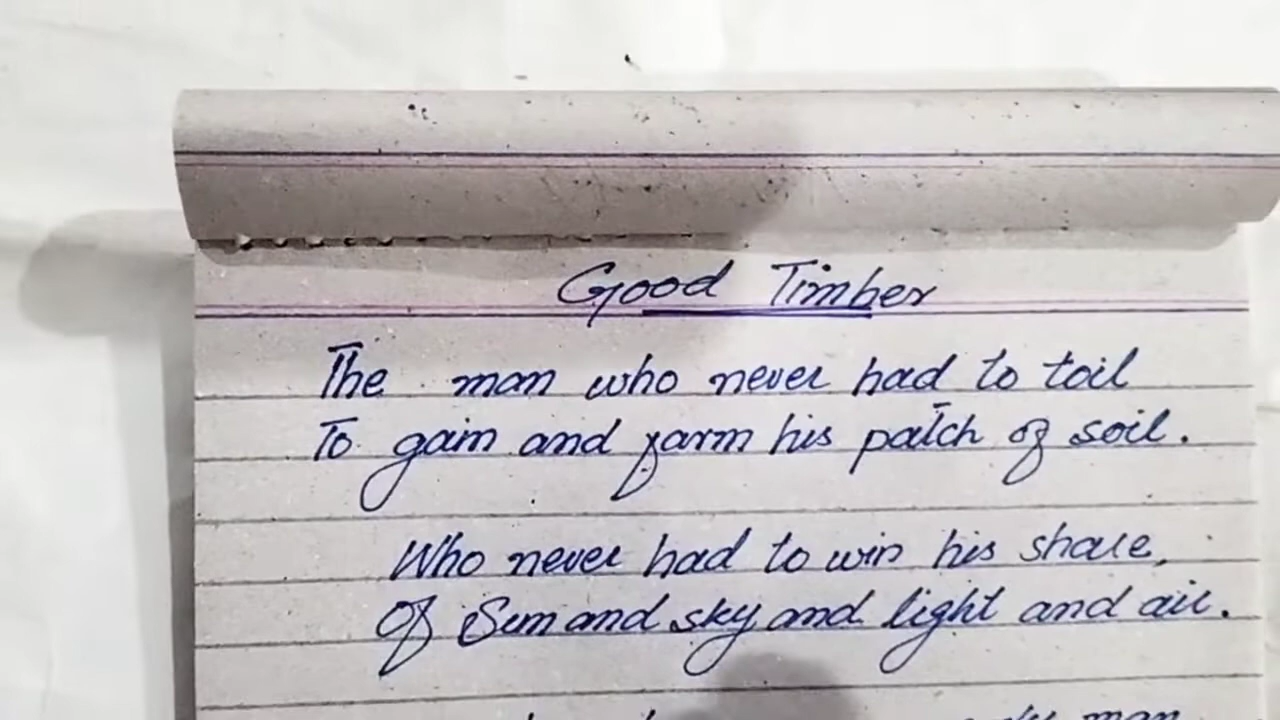 Good Timber
The man who never had to toil
To gain and farm his patch of soil.
Who never had to win his share,
Of Sun and sky and light and air.
man